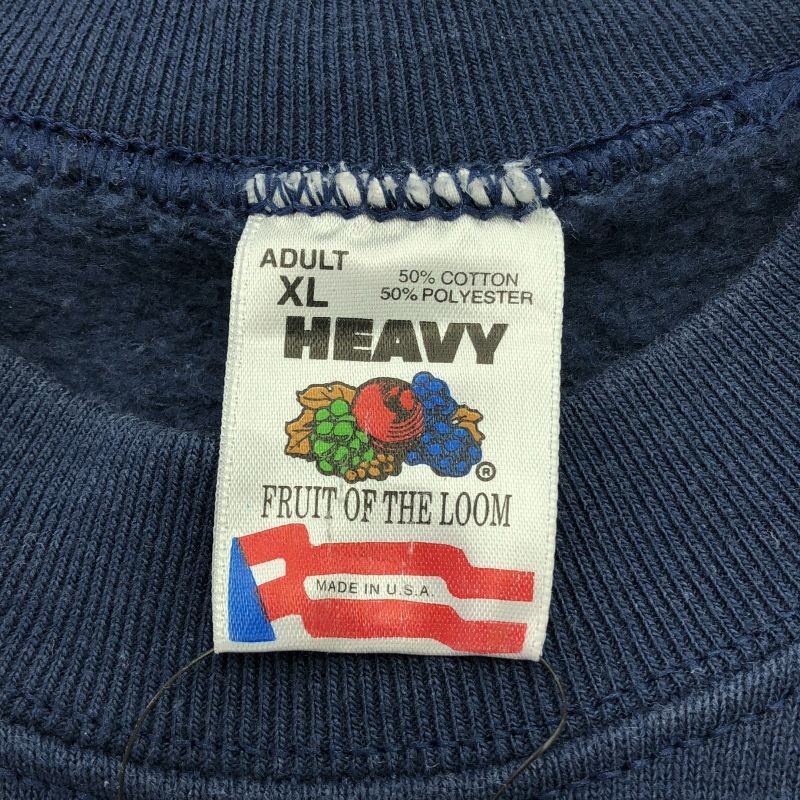 ADULT
XL
50% COTTON
50% POLYESTER
HEAVY
®
FRUIT OF THE LOOM
MADE IN U.S.A.